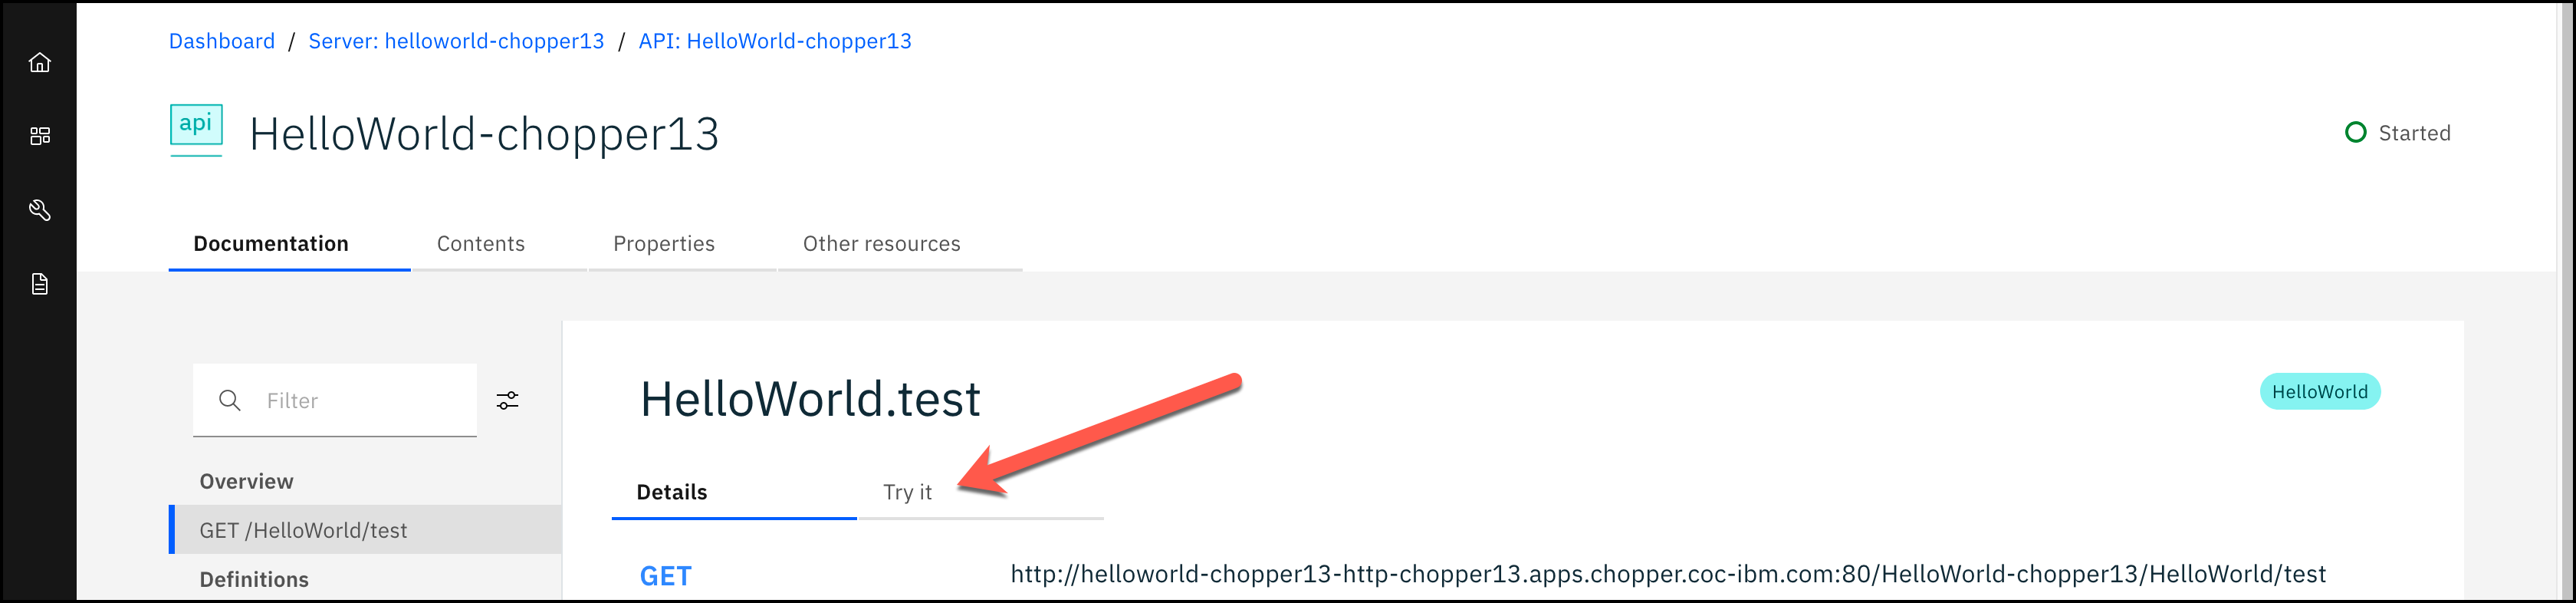 Dashboard / Server: helloworld-chopper13 / API: HelloWorld-chopper13
api
HelloWorld-chopper13
Started
Documentation Contents Properties Other resources
Filter
Overview
GET /HelloWorld/test
Definitions
HelloWorld.test
HelloWorld
Details Try it
GET http://helloworld-chopper13-http-chopper13.apps.chopper.coc-ibm.com:80/HelloWorld-chopper13/HelloWorld/test